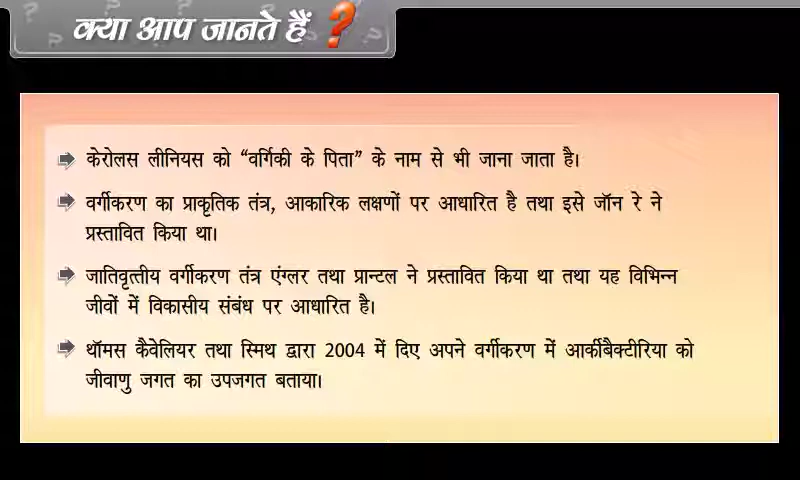 क्या आप जानते हैं ?
केरोलस लीनियस को “वर्गिकी के पिता” के नाम से भी जाना जाता है।
वर्गीकरण का प्राकृतिक तंत्र, आकारिक लक्षणों पर आधारित है तथा इसे जॉन रे ने
प्रस्तावित किया था।
जातिवृत्तीय वर्गीकरण तंत्र एंग्लर तथा प्रान्टल ने प्रस्तावित किया था तथा यह विभिन्न
जीवों में विकासीय संबंध पर आधारित है।
थॉमस कैवेलियर तथा स्मिथ द्वारा 2004 में दिए अपने वर्गीकरण में आर्कीबैक्टीरिया को
जीवाणु जगत का उपजगत बताया।